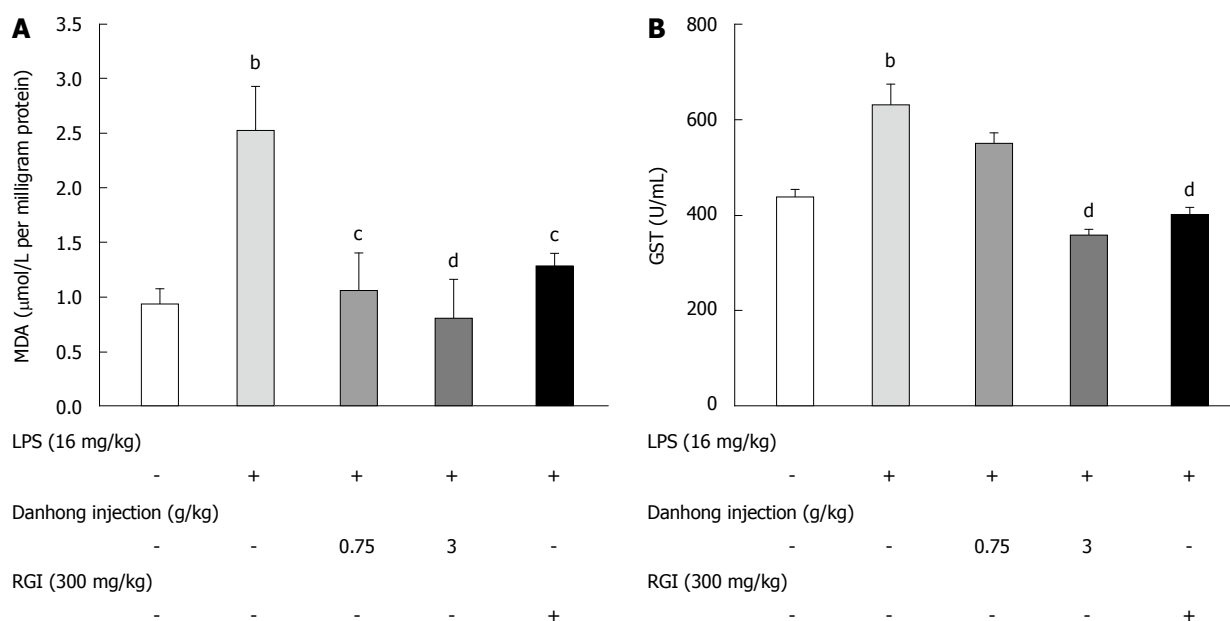 A
MDA (μmol/L per milligram protein)
3.5
3.0
2.5
2.0
1.5
1.0
0.5
0.0
b
c
d
c
LPS (16 mg/kg)
- + + + +
Danhong injection (g/kg)
- - 0.75 3 -
RGI (300 mg/kg)
- - - - +
B
GST (U/mL)
800
600
400
200
0
b
d
d
LPS (16 mg/kg)
- + + + +
Danhong injection (g/kg)
- - 0.75 3 -
RGI (300 mg/kg)
- - - - +